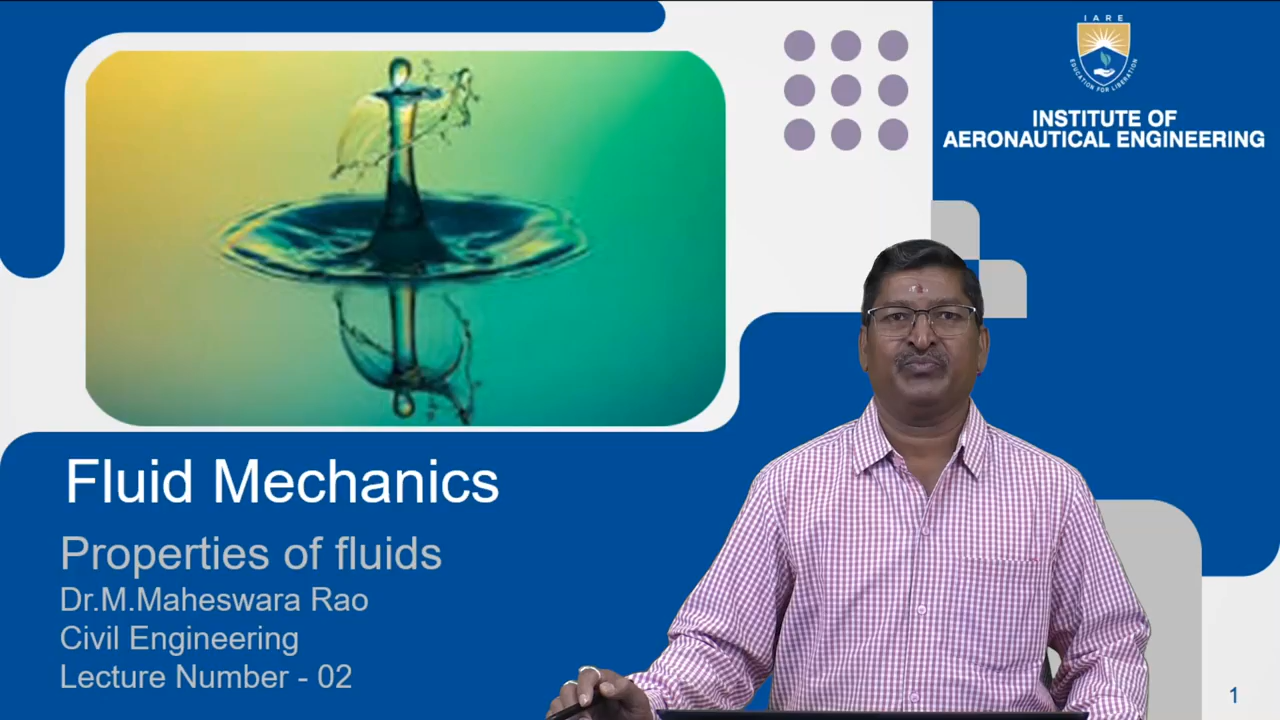 I A R E
EDUCATION FOR LIBERATION
INSTITUTE OF
AERONAUTICAL ENGINEERING
Fluid Mechanics
Properties of fluids
Dr.M.Maheswara Rao
Civil Engineering
Lecture Number - 02
1